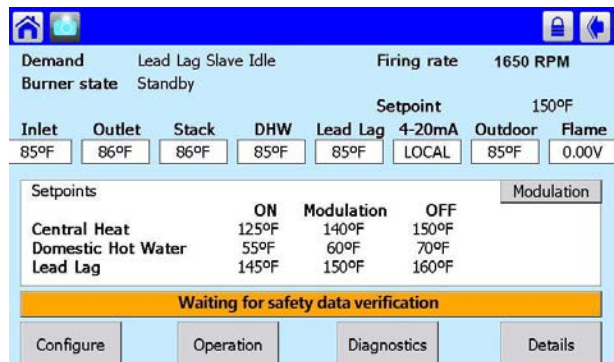 Demand Lead Lag Slave Idle Firing rate 1650 RPM
Burner state Standby
Setpoint 150ºF
Inlet Outlet Stack DHW Lead Lag 4-20mA Outdoor Flame
85ºF 86ºF 86ºF 85ºF 85ºF LOCAL 85ºF 0.00V
Setpoints Modulation
ON Modulation OFF
Central Heat 125ºF 140ºF 150ºF
Domestic Hot Water 55ºF 60ºF 70ºF
Lead Lag 145ºF 150ºF 160ºF
Waiting for safety data verification
Configure Operation Diagnostics Details